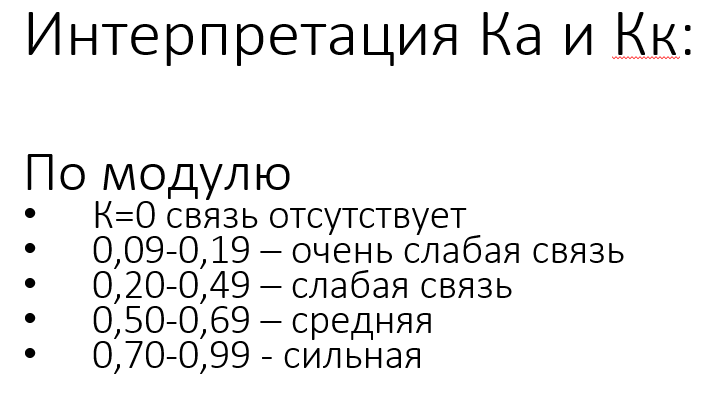 Интерпретация Ка и Кк:
По модулю
• К=0 связь отсутствует
• 0,09-0,19 – очень слабая связь
• 0,20-0,49 – слабая связь
• 0,50-0,69 – средняя
• 0,70-0,99 - сильная